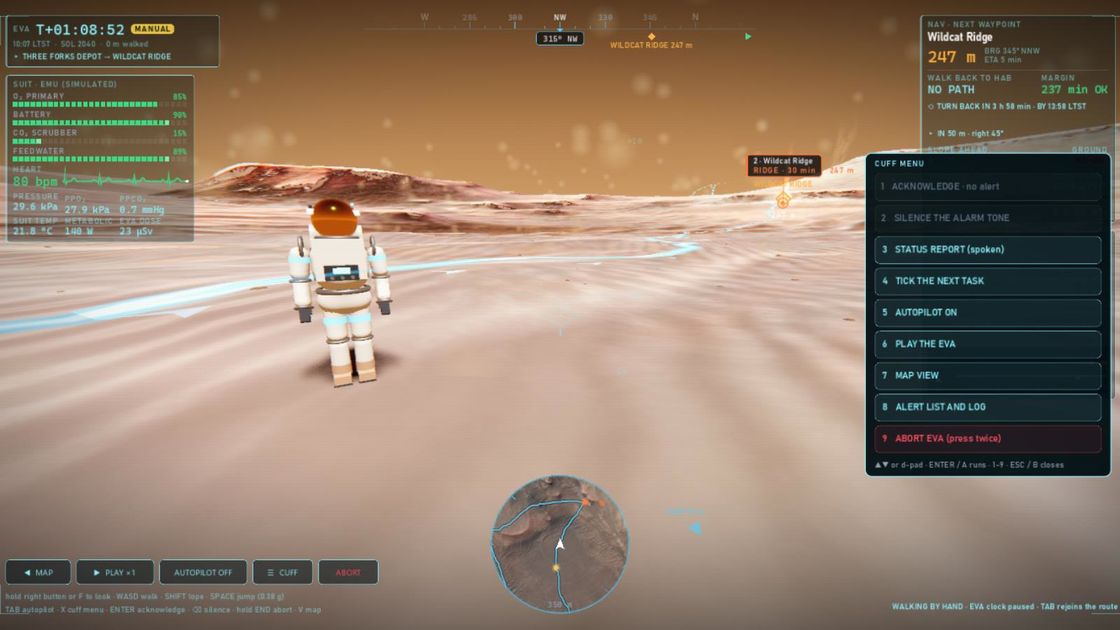 EVA T+01:08:52 MANUAL
10:07 LTST · SOL 2040 · 0 m walked
• THREE FORKS DEPOT → WILDCAT RIDGE
SUIT · EMU (SIMULATED)
O₂ PRIMARY 85%
BATTERY 90%
CO₂ SCRUBBER 15%
FEEDWATER 89%
HEART
80 bpm
PRESSURE PPO₂ PPCO₂
29.6 kPa 27.9 kPa 0.7 mmHg
SUIT TEMP METABOLIC EVA DOSE
21.8 °C 140 W 23 µSv
W 285 300 NW 330 345 N
315° NW
WILDCAT RIDGE 247 m
NAV · NEXT WAYPOINT
Wildcat Ridge
247 m BRG 345° NNW
ETA 5 min
WALK BACK TO HAB MARGIN
NO PATH 237 min OK
TURN BACK IN 3 h 58 min · BY 13:58 LTST
• IN 50 m · right 45°
SLOPE AHEAD GROUND
2 · Wildcat Ridge
RIDGE · 30 min
247 m
RIDGE
CUFF MENU
1 ACKNOWLEDGE · no alert
2 SILENCE THE ALARM TONE
3 STATUS REPORT (spoken)
4 TICK THE NEXT TASK
5 AUTOPILOT ON
6 PLAY THE EVA
7 MAP VIEW
8 ALERT LIST AND LOG
9 ABORT EVA (press twice)
▲▼ or d-pad · ENTER / A runs · 1-9 · ESC / B closes
◀ MAP
▶ PLAY ×1
AUTOPILOT OFF
☰ CUFF
ABORT
hold right button or F to look · WASD walk · SHIFT lope · SPACE jump (0.38 g)
TAB autopilot · X cuff menu · ENTER acknowledge · ⌫ silence · hold END abort · V map
350 m
WALKING BY HAND · EVA clock paused · TAB rejoins the route